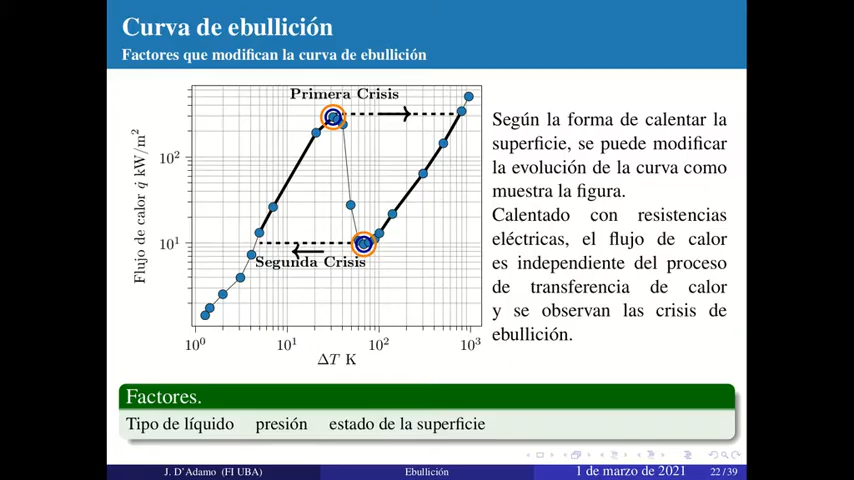 Curva de ebullición
Factores que modifican la curva de ebullición
Primera Crisis
Segunda Crisis
Flujo de calor q̇ kW/m²
10²
10¹
10⁰ 10¹ 10² 10³
ΔT K
Según la forma de calentar la
superficie, se puede modificar
la evolución de la curva como
muestra la figura.
Calentado con resistencias
eléctricas, el flujo de calor
es independiente del proceso
de transferencia de calor
y se observan las crisis de
ebullición.
Factores.
Tipo de líquido presión estado de la superficie
J. D'Adamo (FI UBA) Ebullición 1 de marzo de 2021 22 / 39